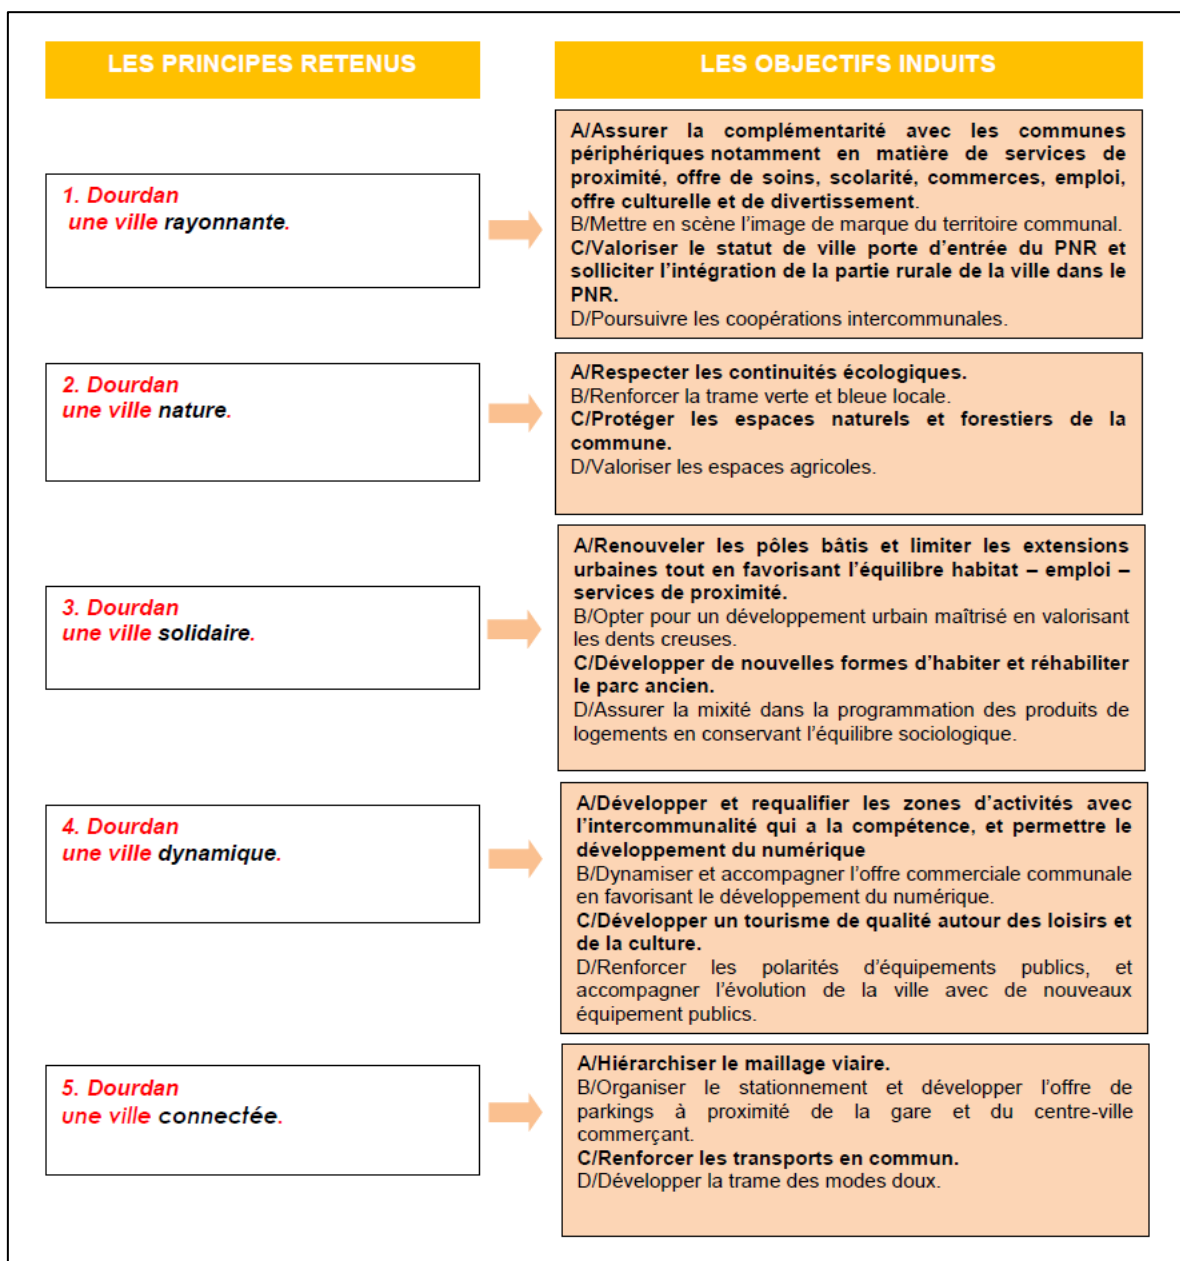 LES PRINCIPES RETENUS
LES OBJECTIFS INDUITS
1. Dourdan
une ville rayonnante.
A/Assurer la complémentarité avec les communes
périphériques notamment en matière de services de
proximité, offre de soins, scolarité, commerces, emploi,
offre culturelle et de divertissement.
B/Mettre en scène l’image de marque du territoire communal.
C/Valoriser le statut de ville porte d’entrée du PNR et
solliciter l’intégration de la partie rurale de la ville dans le
PNR.
D/Poursuivre les coopérations intercommunales.
2. Dourdan
une ville nature.
A/Respecter les continuités écologiques.
B/Renforcer la trame verte et bleue locale.
C/Protéger les espaces naturels et forestiers de la
commune.
D/Valoriser les espaces agricoles.
3. Dourdan
une ville solidaire.
A/Renouveler les pôles bâtis et limiter les extensions
urbaines tout en favorisant l’équilibre habitat – emploi –
services de proximité.
B/Opter pour un développement urbain maîtrisé en valorisant
les dents creuses.
C/Développer de nouvelles formes d’habiter et réhabiliter
le parc ancien.
D/Assurer la mixité dans la programmation des produits de
logements en conservant l’équilibre sociologique.
4. Dourdan
une ville dynamique.
A/Développer et requalifier les zones d’activités avec
l’intercommunalité qui a la compétence, et permettre le
développement du numérique
B/Dynamiser et accompagner l’offre commerciale communale
en favorisant le développement du numérique.
C/Développer un tourisme de qualité autour des loisirs et
de la culture.
D/Renforcer les polarités d’équipements publics, et
accompagner l’évolution de la ville avec de nouveaux
équipement publics.
5. Dourdan
une ville connectée.
A/Hiérarchiser le maillage viaire.
B/Organiser le stationnement et développer l’offre de
parkings à proximité de la gare et du centre-ville
commerçant.
C/Renforcer les transports en commun.
D/Développer la trame des modes doux.